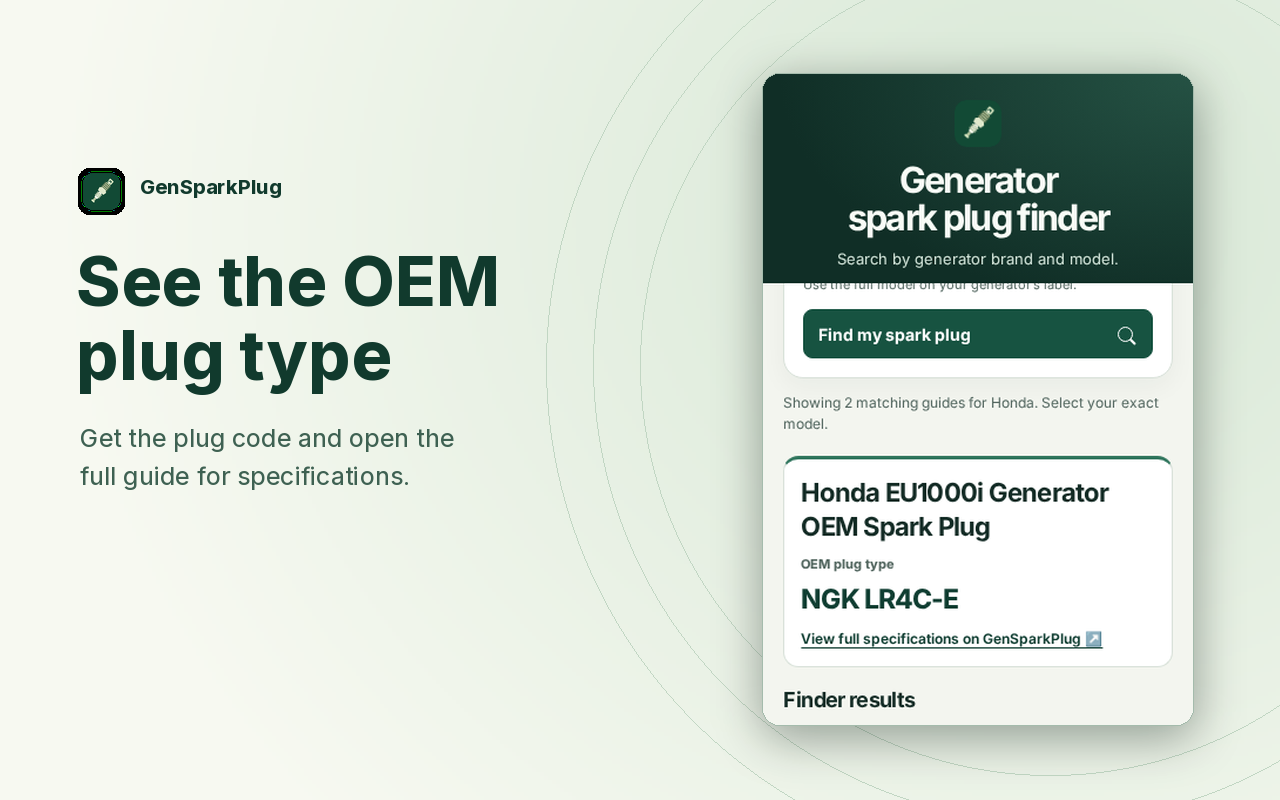 GenSparkPlug
See the OEM
plug type
Get the plug code and open the
full guide for specifications.
Generator
spark plug finder
Search by generator brand and model.
Use the full model on your generator's label.
Find my spark plug
Showing 2 matching guides for Honda. Select your exact
model.
Honda EU1000i Generator
OEM Spark Plug
OEM plug type
NGK LR4C-E
View full specifications on GenSparkPlug ↗
Finder results